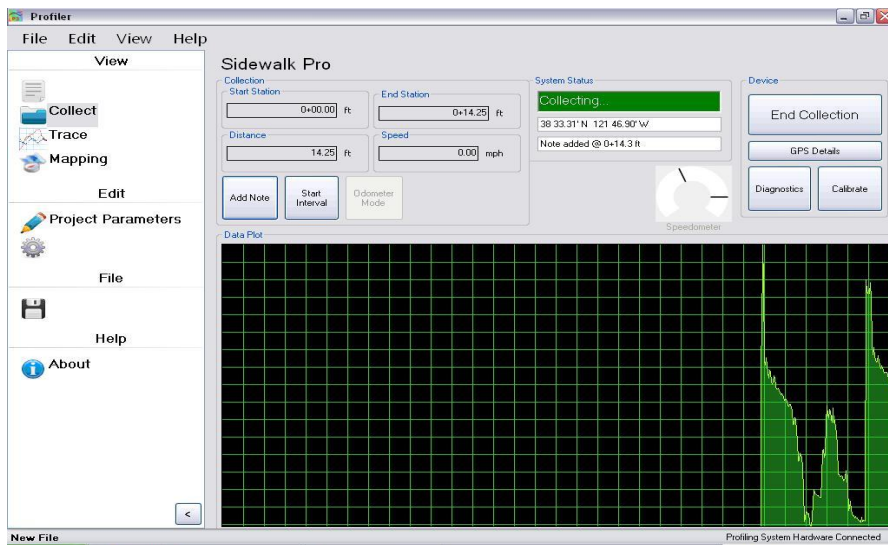 Profiler
File Edit View Help
View
Collect
Trace
Mapping
Edit
Project Parameters
File
Help
About
<
Sidewalk Pro
Collection
Start Station
0+00.00 ft
End Station
0+14.25 ft
Distance
14.25 ft
Speed
0.00 mph
Add Note
Start Interval
Odometer Mode
System Status
Collecting...
38 33.31' N 121 46.90' W
Note added @ 0+14.3 ft
Speedometer
Device
End Collection
GPS Details
Diagnostics
Calibrate
Data Plot
New File
Profiling System Hardware Connected